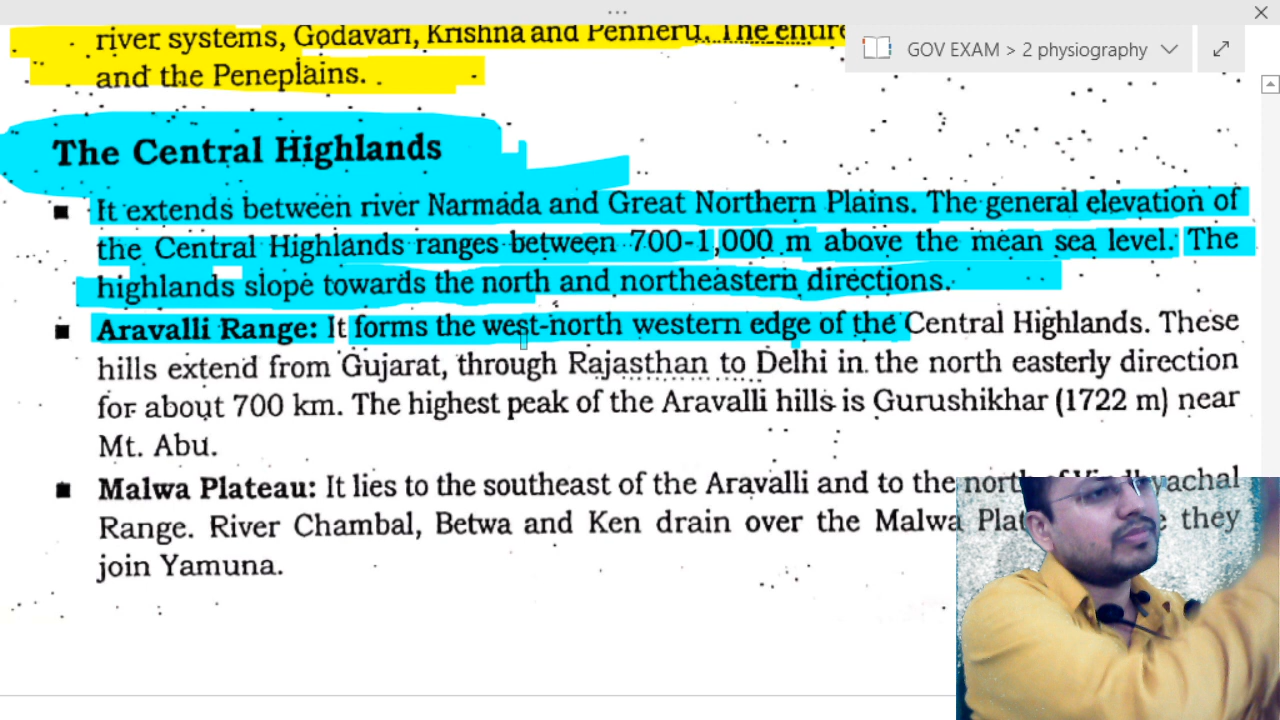 river systems, Godavari, Krishna and Penneru. The entire
GOV EXAM > 2 physiography
and the Peneplains.
The Central Highlands
■ It extends between river Narmada and Great Northern Plains. The general elevation of
the Central Highlands ranges between 700-1,000 m above the mean sea level. The
highlands slope towards the north and northeastern directions.
■ Aravalli Range: It forms the west-north western edge of the Central Highlands. These
hills extend from Gujarat, through Rajasthan to Delhi in the north easterly direction
for about 700 km. The highest peak of the Aravalli hills is Gurushikhar (1722 m) near
Mt. Abu.
■ Malwa Plateau: It lies to the southeast of the Aravalli and to the north of Vindhyachal
Range. River Chambal, Betwa and Ken drain over the Malwa they
join Yamuna.